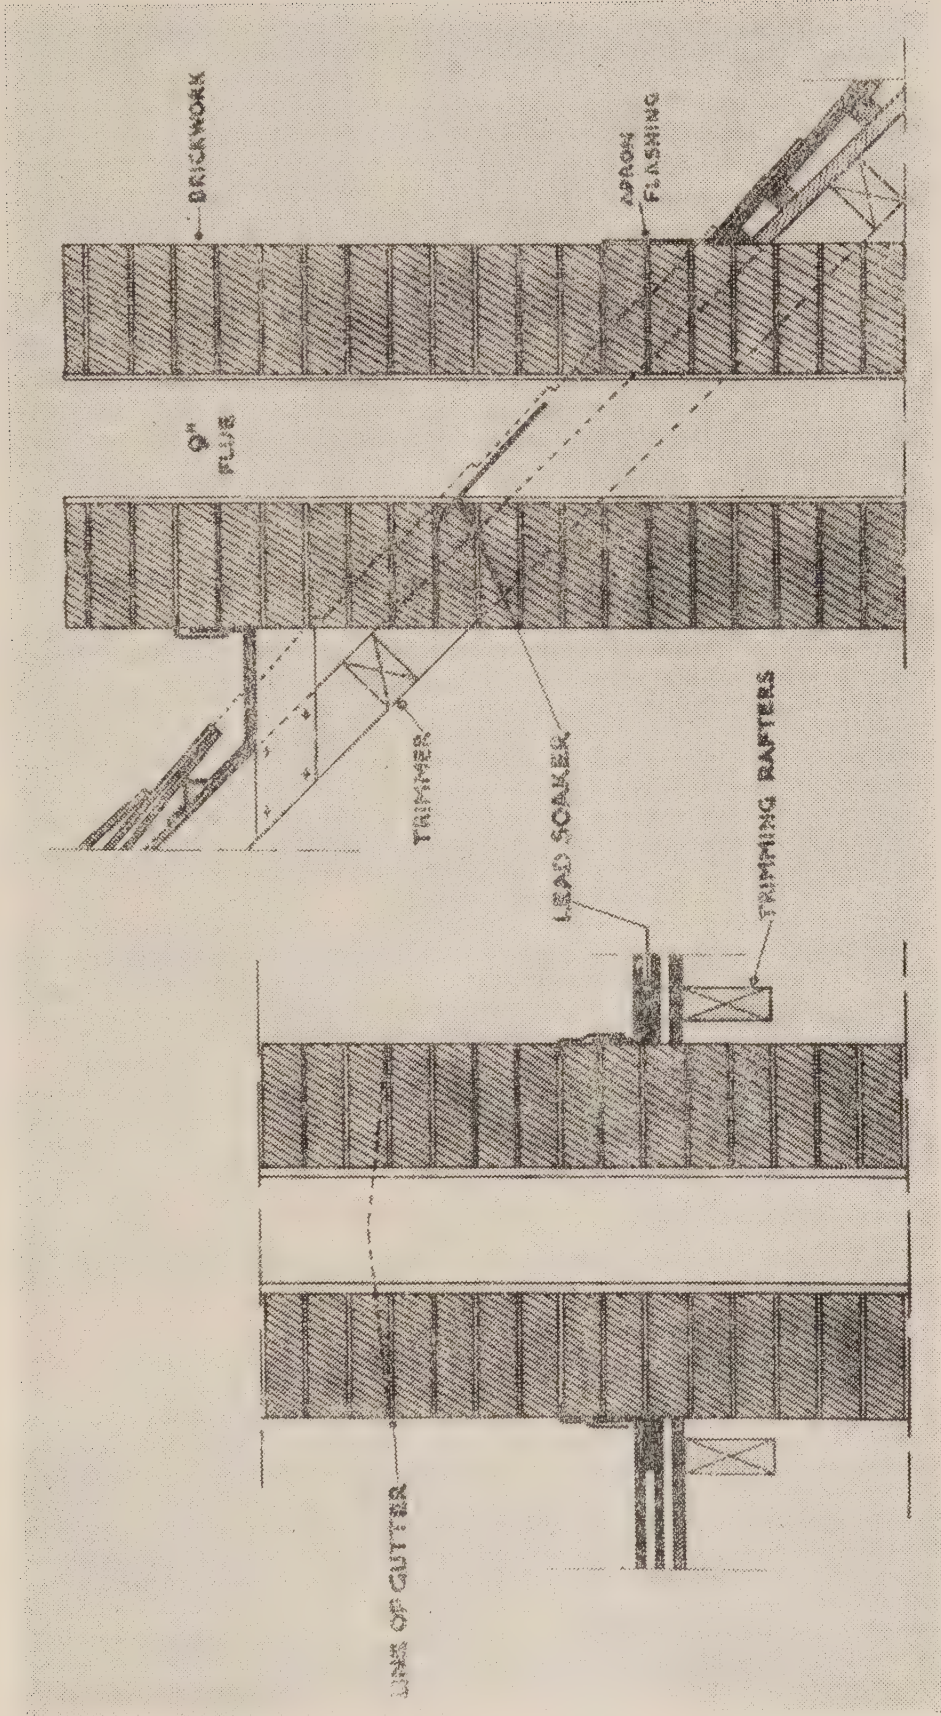 BRICKWORK
9"
FLUE
APRON
FLASHING
TRIMMER
LEAD SOAKER
TRIMMING RAFTERS
LINE OF GUTTER